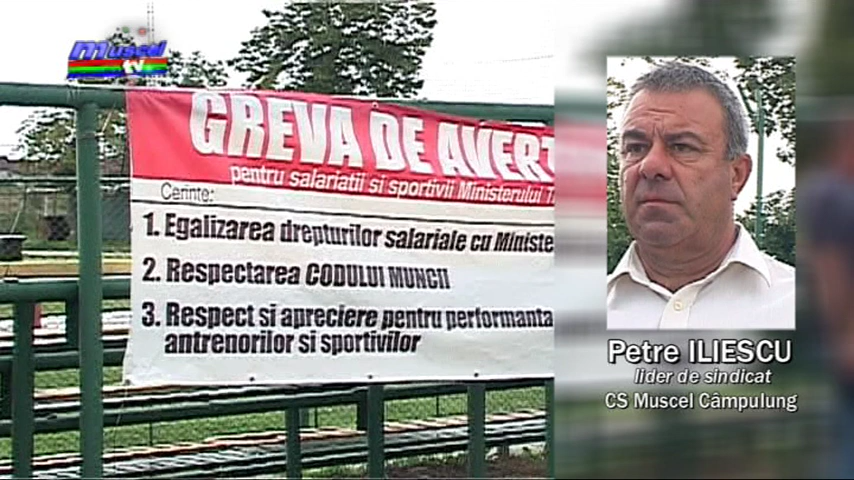 Muscel
tv
GREVA DE AVERT
pentru salariatii si sportivii Ministerului
Cerinte:
1. Egalizarea drepturilor salariale cu Ministe
2. Respectarea CODULUI MUNCII
3. Respect si apreciere pentru performanta
antrenorilor si sportivilor
Petre ILIESCU
lider de sindicat
CS Muscel Câmpulung